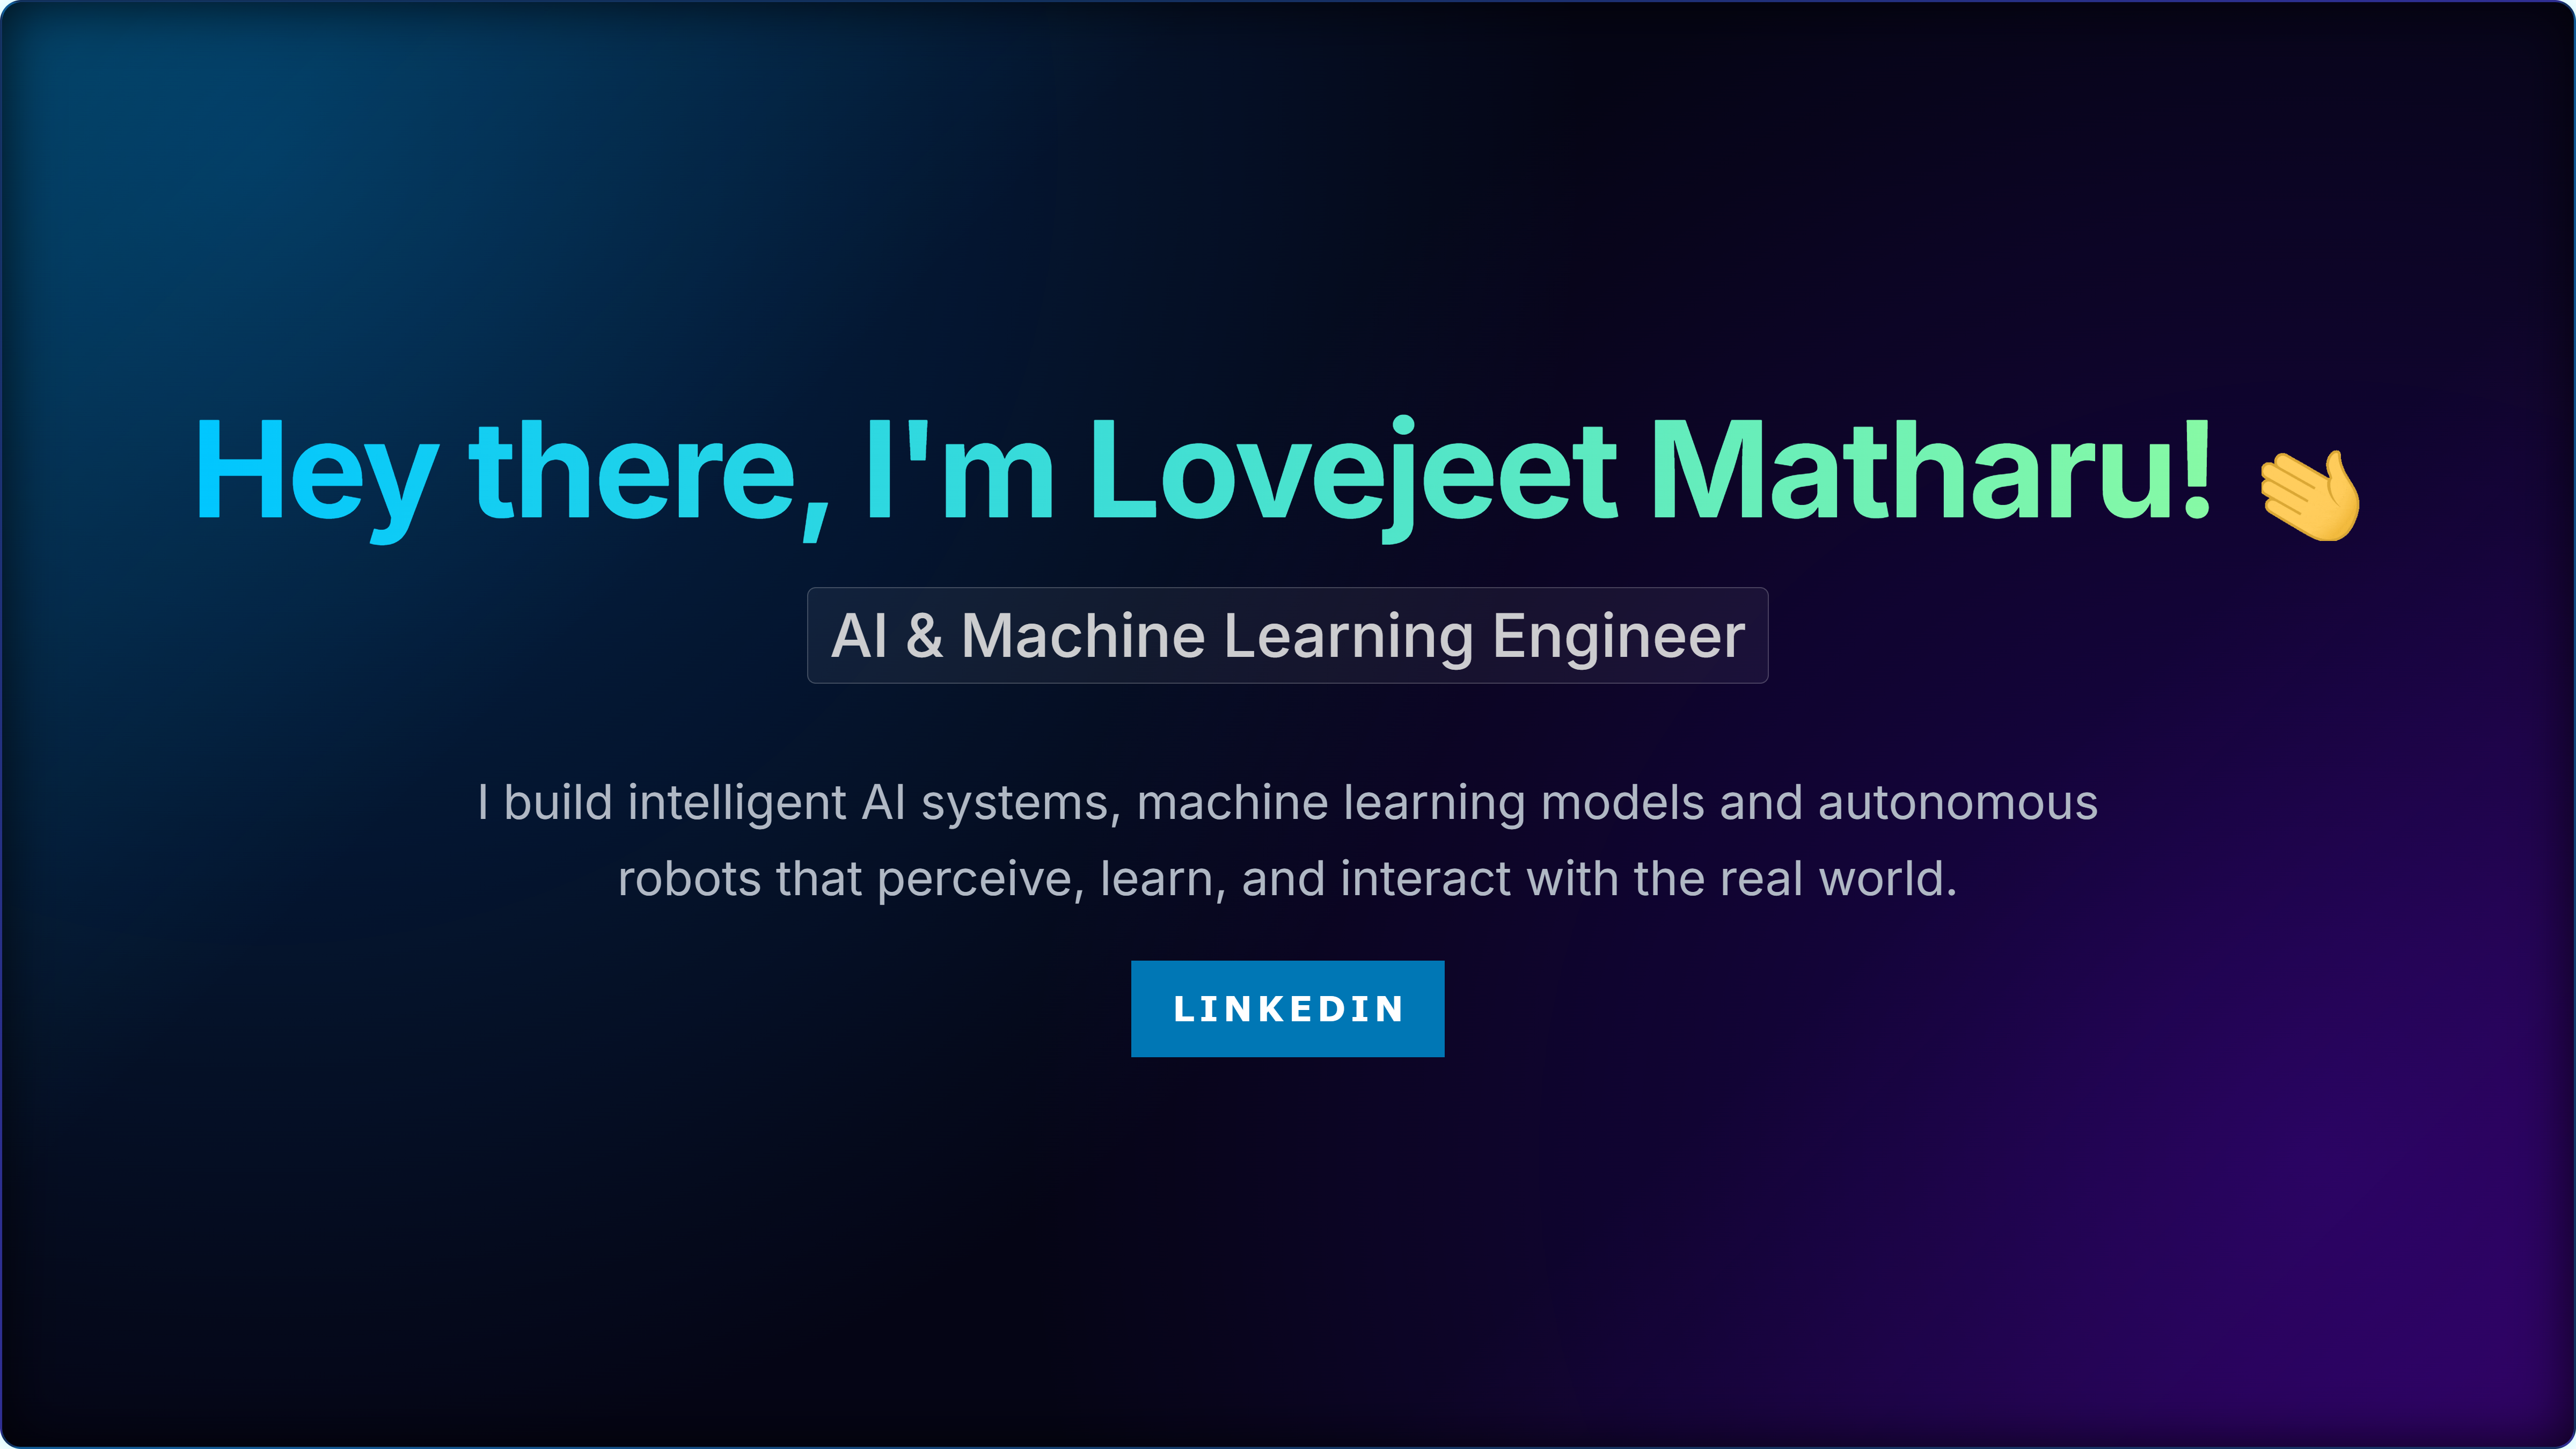 Hey there, I'm Lovejeet Matharu! 👋
AI & Machine Learning Engineer
I build intelligent AI systems, machine learning models and autonomous
robots that perceive, learn, and interact with the real world.
LINKEDIN